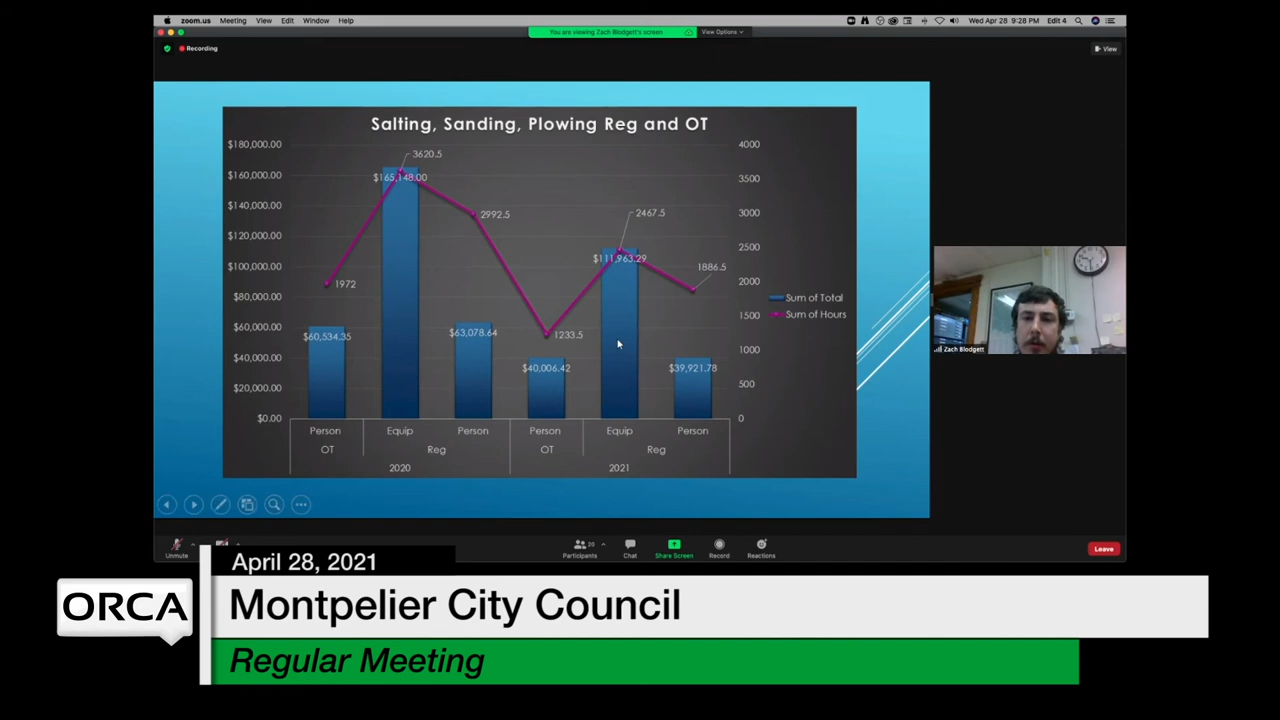 zoom.us Meeting View Edit Window Help Wed Apr 28 9:28 PM Edit 4
You are viewing Zach Blodgett's screen View Options
Recording View
Salting, Sanding, Plowing Reg and OT
$180,000.00 4000
3620.5
$160,000.00 $165,148.00 3500
$140,000.00 2992.5 2467.5 3000
$120,000.00 2500
$100,000.00 $111,963.29 1886.5
$80,000.00 1972 2000
Sum of Total
$60,000.00 1500 Sum of Hours
$60,534.35 $63,078.64 1233.5
$40,000.00 1000
$40,006.42 $39,921.78
$20,000.00 500
$0.00 0
Person Equip Person Person Equip Person
OT Reg OT Reg
2020 2021
Zach Blodgett
Unmute Participants 20 Chat Share Screen Record Reactions Leave
April 28, 2021
ORCA
Montpelier City Council
Regular Meeting